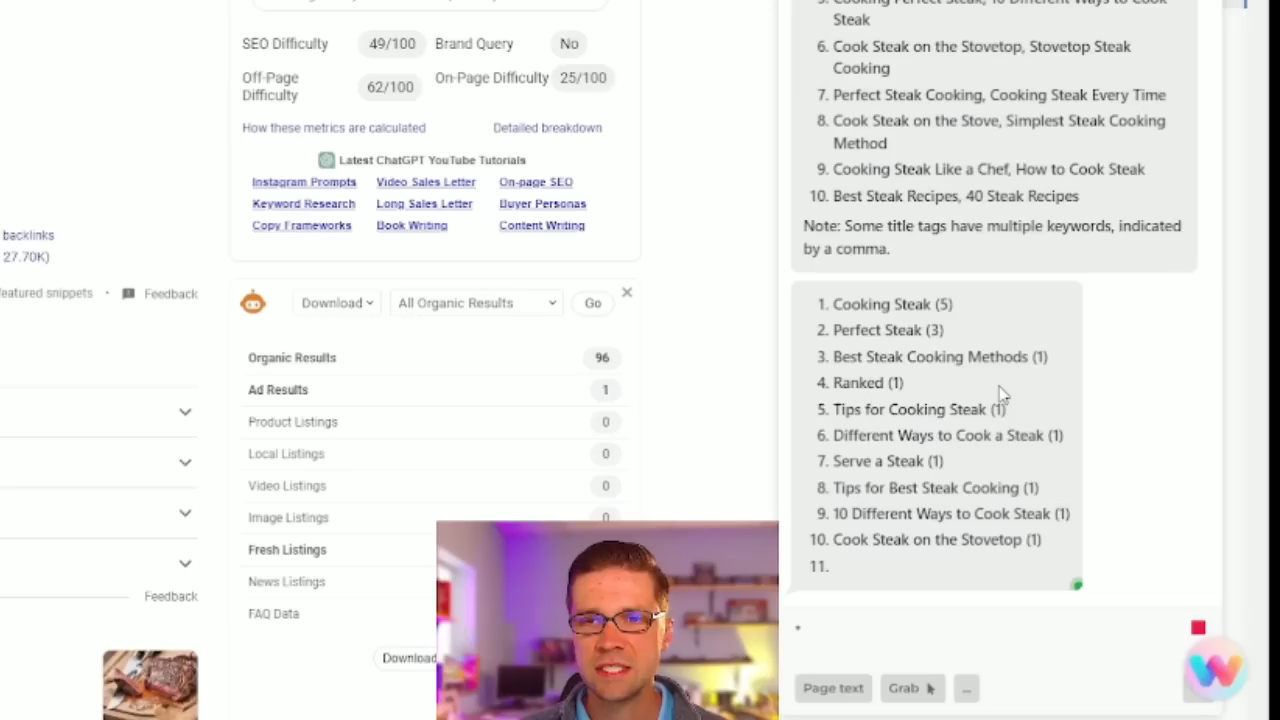 backlinks
27.70K)
featured snippets • Feedback
Feedback
SEO Difficulty 49/100 Brand Query No
Off-Page Difficulty 62/100 On-Page Difficulty 25/100
How these metrics are calculated Detailed breakdown
Latest ChatGPT YouTube Tutorials
Instagram Prompts Video Sales Letter On-page SEO
Keyword Research Long Sales Letter Buyer Personas
Copy Frameworks Book Writing Content Writing
Download All Organic Results Go
Organic Results 96
Ad Results 1
Product Listings 0
Local Listings 0
Video Listings 0
Image Listings 0
Fresh Listings
News Listings
FAQ Data
Download
Cooking Perfect Steak, 10 Different Ways to Cook
Steak
6. Cook Steak on the Stovetop, Stovetop Steak
Cooking
7. Perfect Steak Cooking, Cooking Steak Every Time
8. Cook Steak on the Stove, Simplest Steak Cooking
Method
9. Cooking Steak Like a Chef, How to Cook Steak
10. Best Steak Recipes, 40 Steak Recipes
Note: Some title tags have multiple keywords, indicated
by a comma.
1. Cooking Steak (5)
2. Perfect Steak (3)
3. Best Steak Cooking Methods (1)
4. Ranked (1)
5. Tips for Cooking Steak (1)
6. Different Ways to Cook a Steak (1)
7. Serve a Steak (1)
8. Tips for Best Steak Cooking (1)
9. 10 Different Ways to Cook Steak (1)
10. Cook Steak on the Stovetop (1)
11.
Page text Grab ...